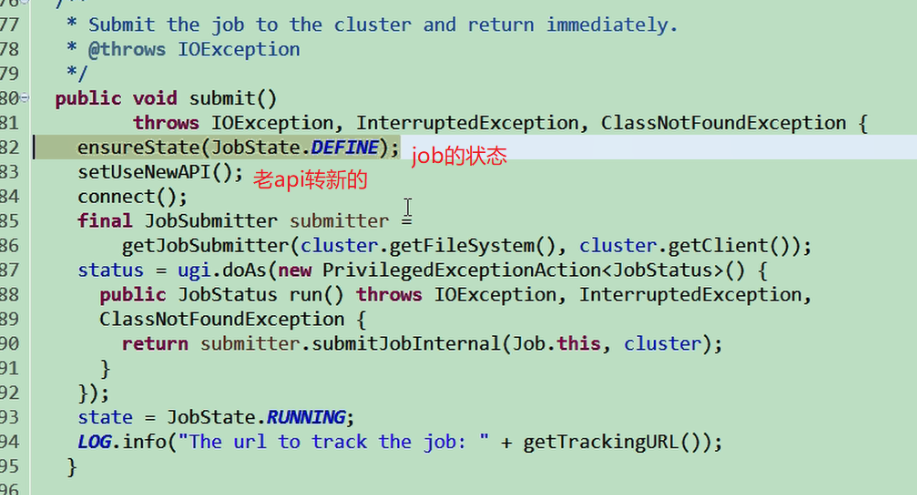 76 /**
77 * Submit the job to the cluster and return immediately.
78 * @throws IOException
79 */
80 public void submit()
81 throws IOException, InterruptedException, ClassNotFoundException {
82 ensureState(JobState.DEFINE); job的状态
83 setUseNewAPI(); 老api转新的
84 connect();
85 final JobSubmitter submitter =
86 getJobSubmitter(cluster.getFileSystem(), cluster.getClient());
87 status = ugi.doAs(new PrivilegedExceptionAction<JobStatus>() {
88 public JobStatus run() throws IOException, InterruptedException,
89 ClassNotFoundException {
90 return submitter.submitJobInternal(Job.this, cluster);
91 }
92 });
93 state = JobState.RUNNING;
94 LOG.info("The url to track the job: " + getTrackingURL());
95 }
96